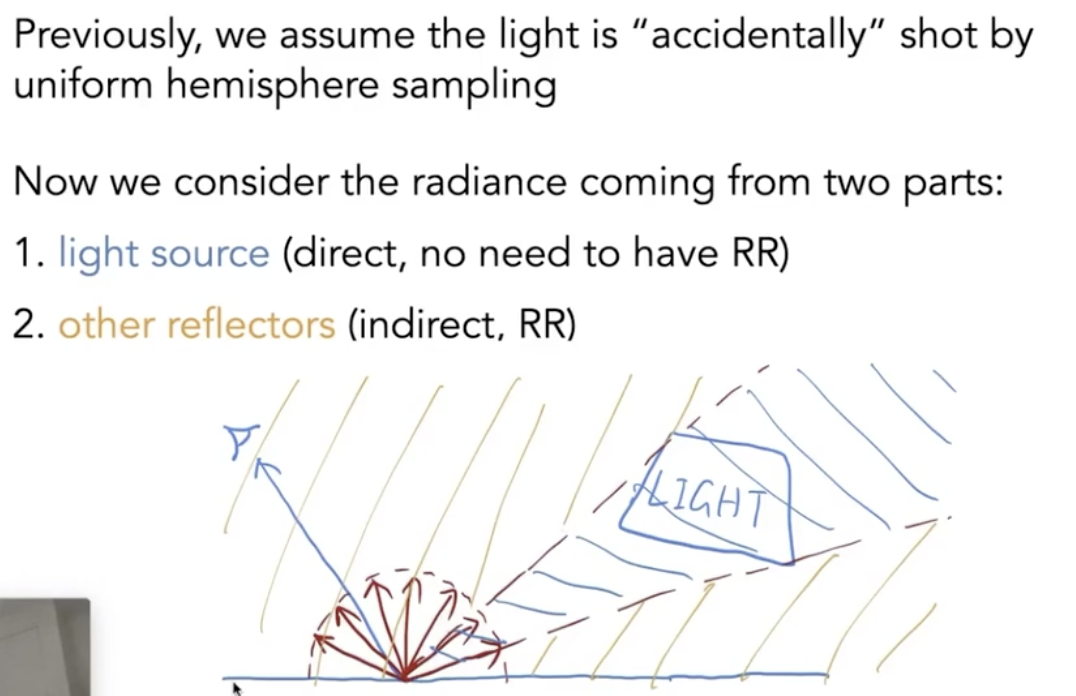 Previously, we assume the light is “accidentally” shot by
uniform hemisphere sampling
Now we consider the radiance coming from two parts:
1. light source (direct, no need to have RR)
2. other reflectors (indirect, RR)
LIGHT